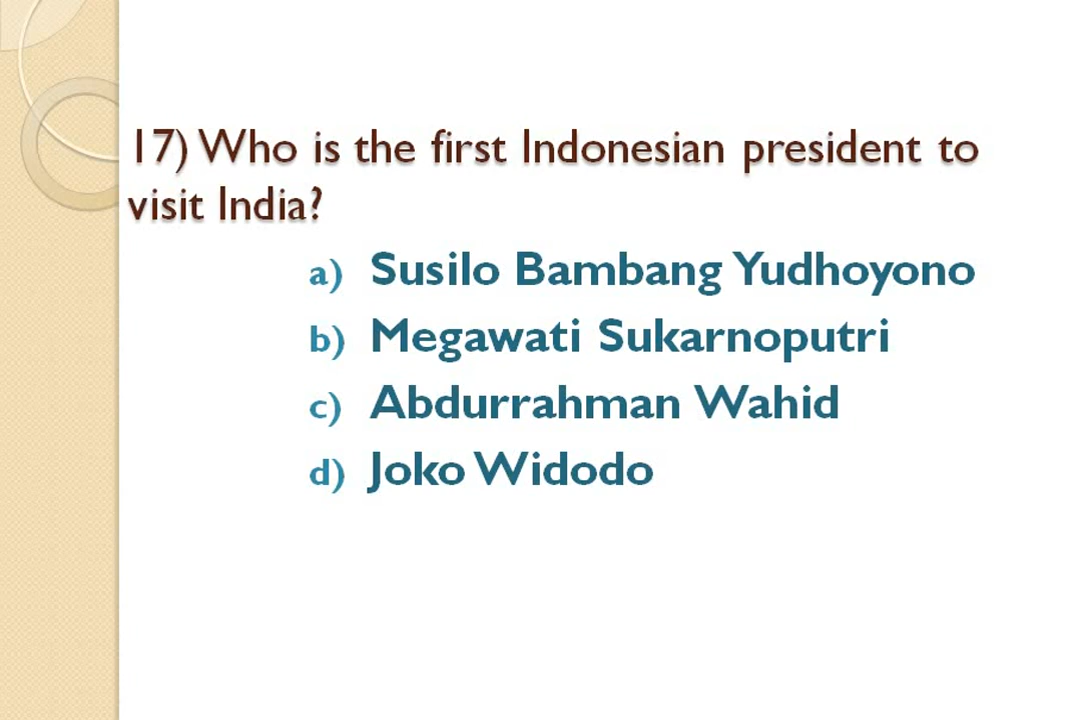 17) Who is the first Indonesian president to
visit India?
a) Susilo Bambang Yudhoyono
b) Megawati Sukarnoputri
c) Abdurrahman Wahid
d) Joko Widodo